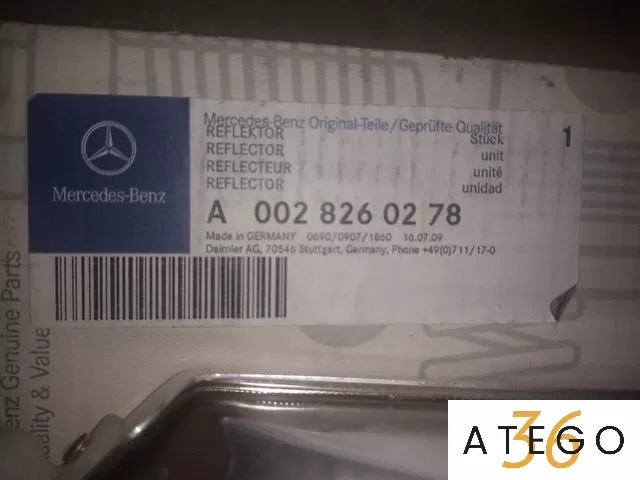 Mercedes-Benz Original-Teile/Geprüfte Qualität
REFLEKTOR Stück 1
REFLECTOR unit
REFLECTEUR unité
REFLECTOR unidad
Mercedes-Benz
A 002 826 02 78
Made in GERMANY 0690/0907/1860 16.07.09
Daimler AG, 70546 Stuttgart, Germany, Phone +49(0)711/17-0
enz Genuine Parts
uality & Value
ATEGO
36